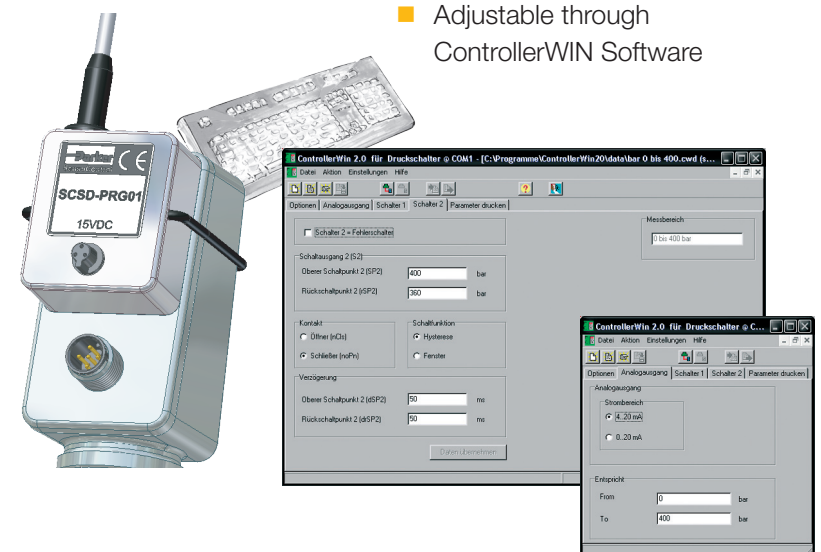 Adjustable through
ControllerWIN Software
Parker
SCSD-PRG01
15VDC
ControllerWin 2.0 für Druckschalter @ COM1 - [C:\Programme\ControllerWin20\data\bar 0 bis 400.cwd (s...
Datei Aktion Einstellungen Hilfe
Optionen Analogausgang Schalter 1 Schalter 2 Parameter drucken
Schalter 2 = Fehlerschalter
Messbereich
0 bis 400 bar
Schaltausgang 2 (S2)
Oberer Schaltpunkt 2 (SP2) 400 bar
Rückschaltpunkt 2 (rSP2) 360 bar
Kontakt Schaltfunktion
Öffner (nCls) Hysterese
Schließer (noPn) Fenster
Verzögerung
Oberer Schaltpunkt 2 (dSP2) 50 ms
Rückschaltpunkt 2 (drSP2) 50 ms
Daten übernehmen
ControllerWin 2.0 für Druckschalter @ C...
Datei Aktion Einstellungen Hilfe
Optionen Analogausgang Schalter 1 Schalter 2 Parameter drucken
Analogausgang
Strombereich
4..20 mA
0..20 mA
Entspricht
From 0 bar
To 400 bar